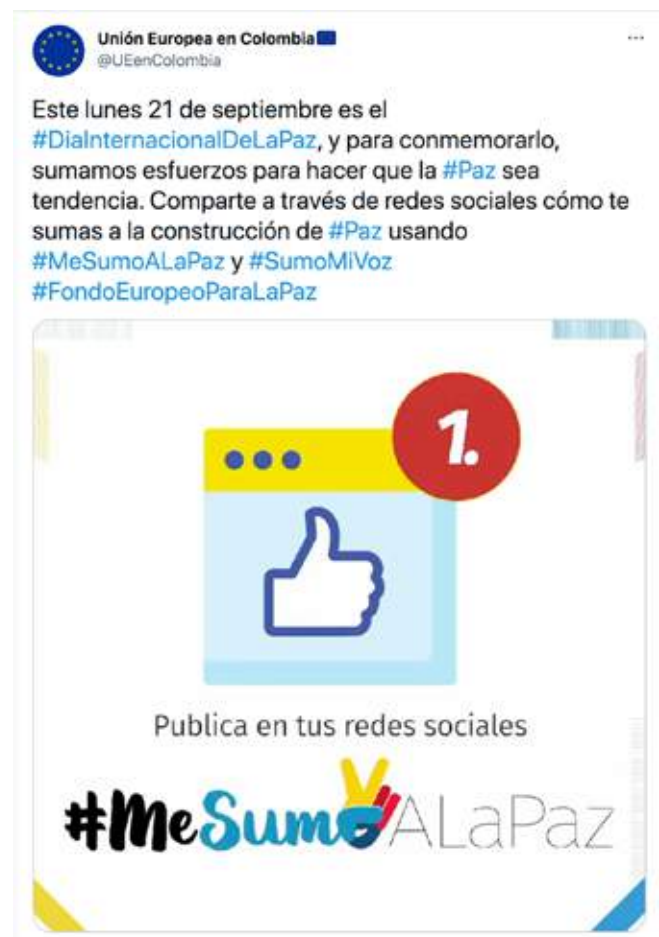 Unión Europea en Colombia
@UEenColombia
Este lunes 21 de septiembre es el
#DiaInternacionalDeLaPaz, y para conmemorarlo,
sumamos esfuerzos para hacer que la #Paz sea
tendencia. Comparte a través de redes sociales cómo te
sumas a la construcción de #Paz usando
#MeSumoALaPaz y #SumoMiVoz
#FondoEuropeoParaLaPaz
1.
Publica en tus redes sociales
#MeSumoALaPaz